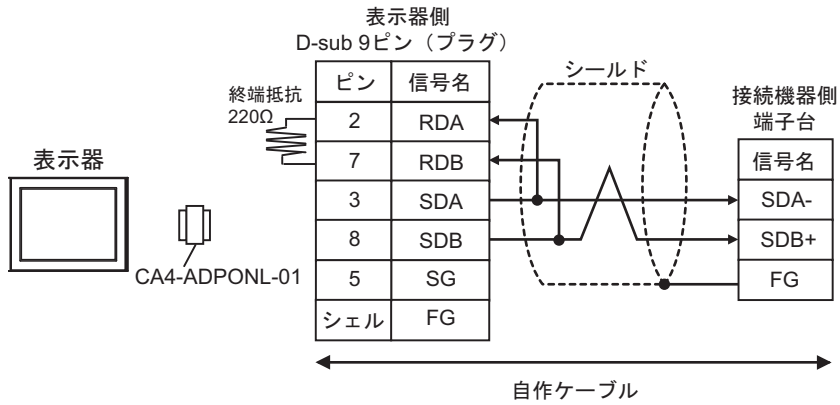 表示器側
D-sub 9ピン（プラグ）
シールド
接続機器側
端子台
終端抵抗
220Ω
表示器
CA4-ADPONL-01
ピン 信号名
2 RDA
7 RDB
3 SDA
8 SDB
5 SG
シェル FG
信号名
SDA-
SDB+
FG
自作ケーブル